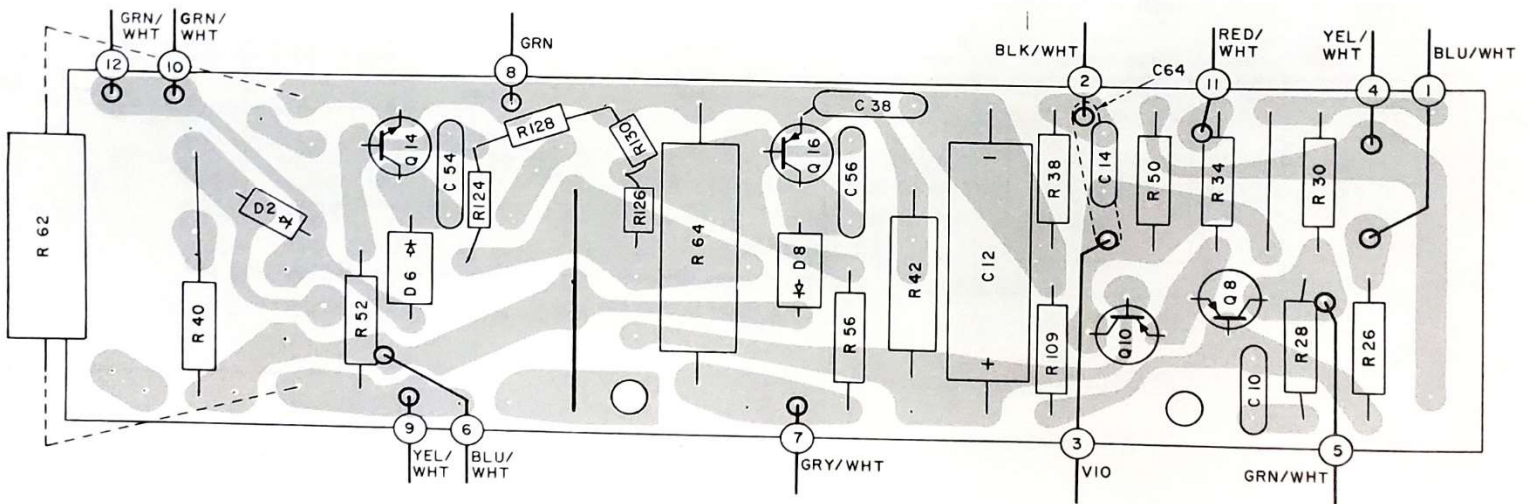 GRN/
WHT
GRN/
WHT
GRN
BLK/WHT
RED/
WHT
C64
YEL/
WHT
BLU/WHT
12
10
8
2
11
4
1
R 62
R 40
D2
Q 14
C 54
R 52
D 6
R124
R128
R130
R126
R 64
C 38
Q 16
C 56
D 8
R 56
R 42
C 12
-
+
R 38
R 109
C 14
R 50
R 34
R 30
Q10
Q8
C 10
R 28
R 26
9
6
7
3
5
YEL/
WHT
BLU/
WHT
GRY/WHT
VIO
GRN/WHT